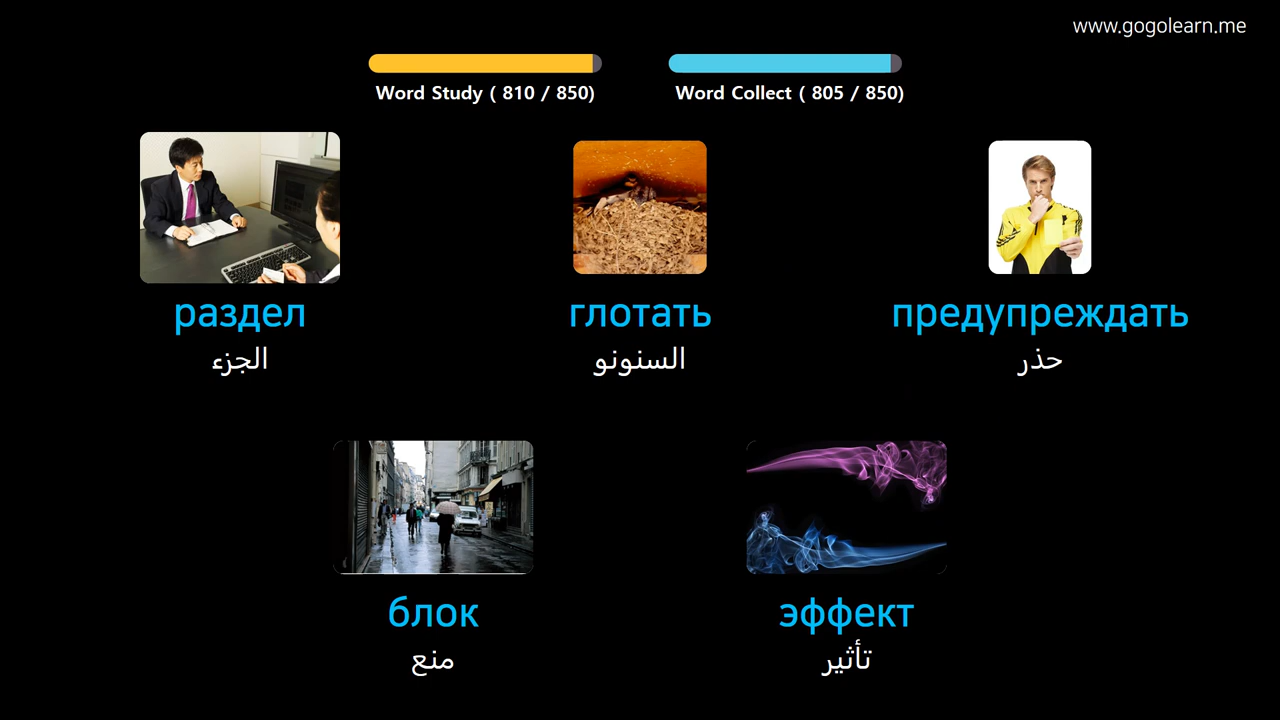 www.gogolearn.me
Word Study ( 810 / 850)
Word Collect ( 805 / 850)
раздел
الجزء
глотать
السنونو
предупреждать
حذر
блок
منع
эффект
تأثير